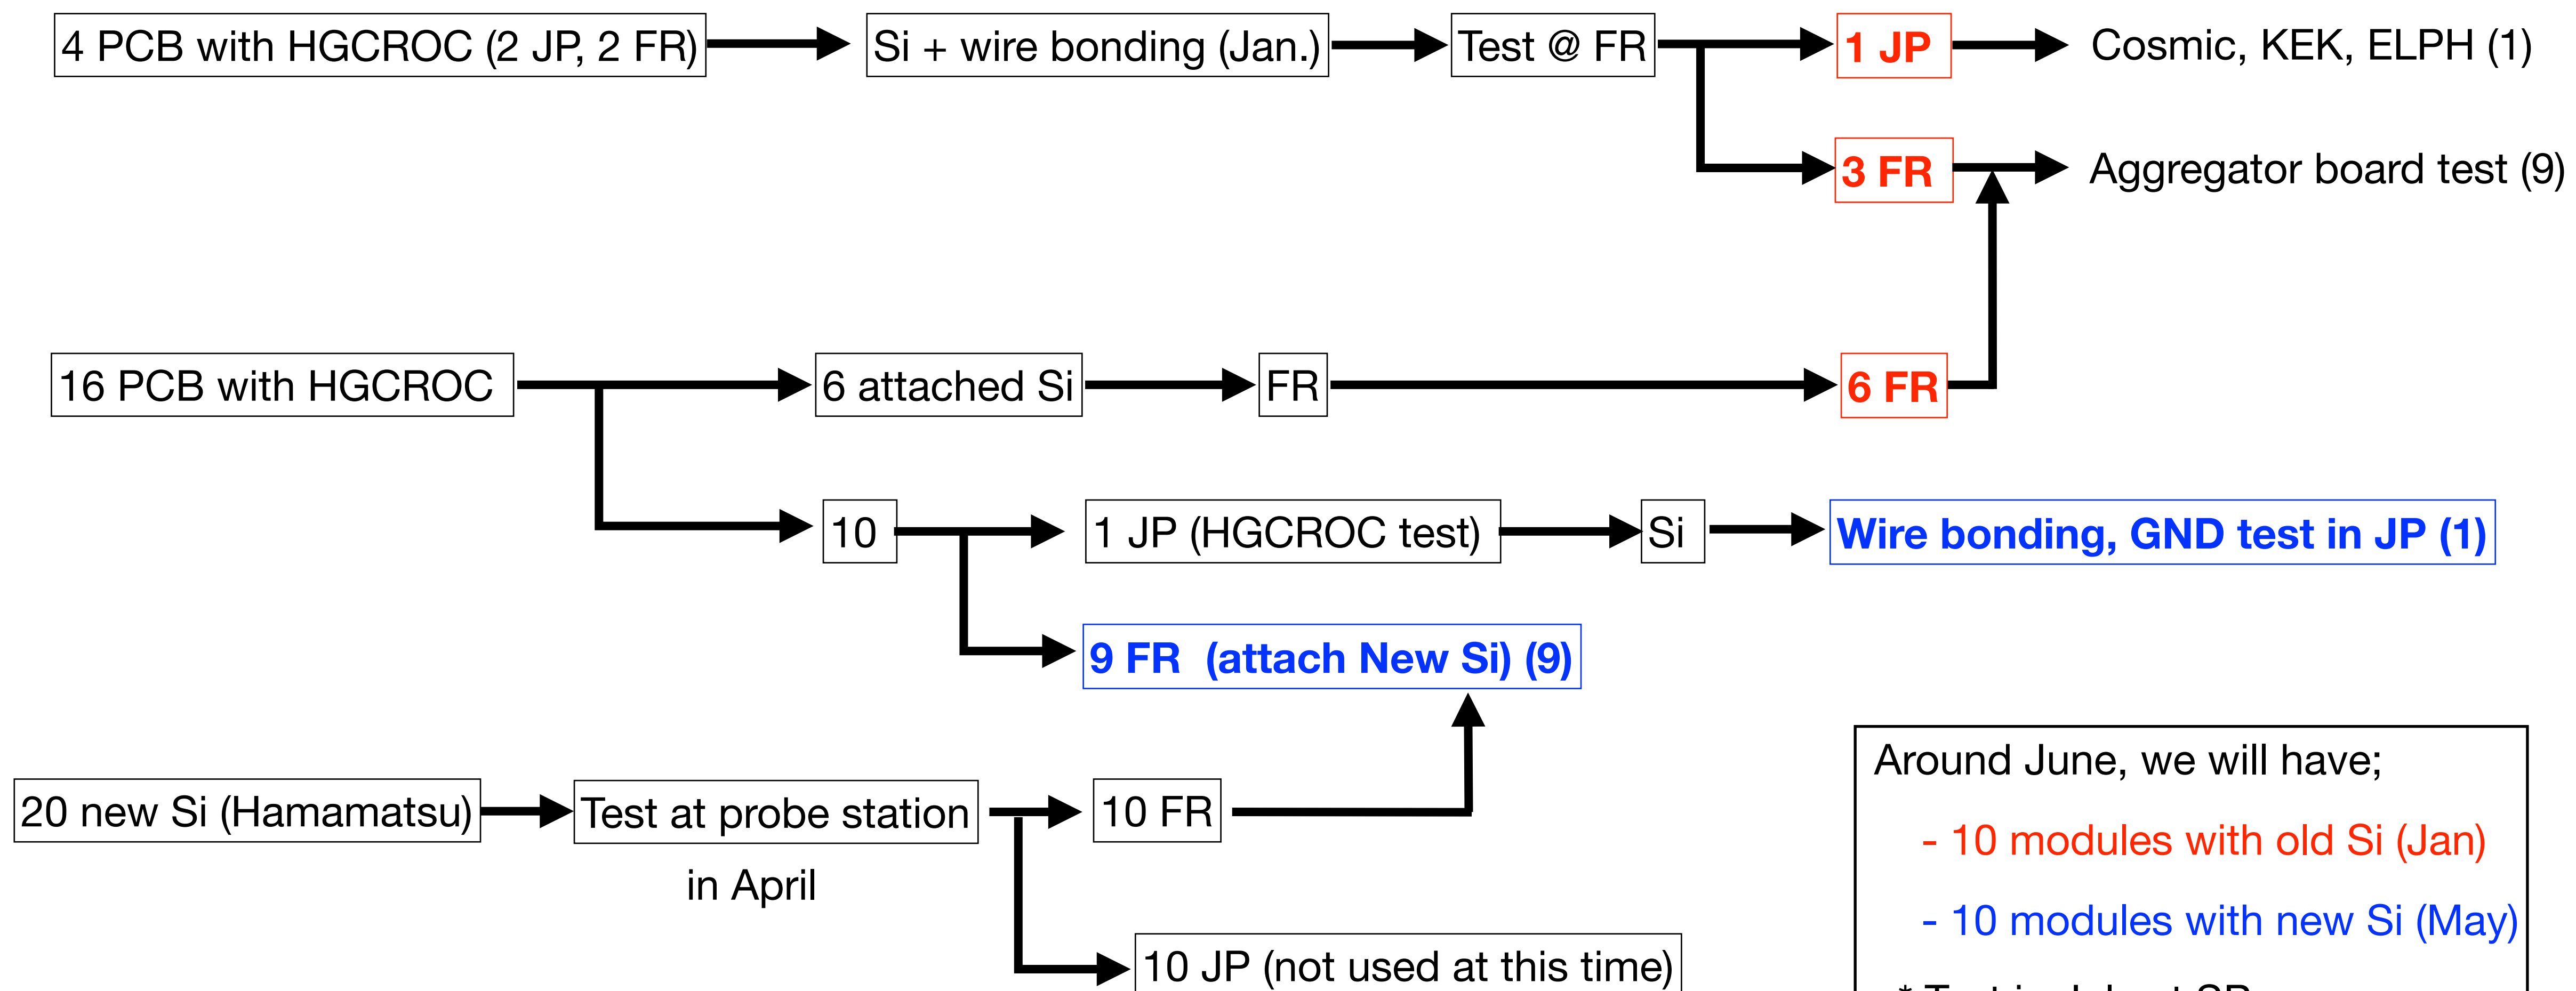 4 PCB with HGCROC (2 JP, 2 FR)
Si + wire bonding (Jan.)
Test @ FR
1 JP
Cosmic, KEK, ELPH (1)
3 FR
Aggregator board test (9)
16 PCB with HGCROC
6 attached Si
FR
6 FR
10
1 JP (HGCROC test)
Si
Wire bonding, GND test in JP (1)
9 FR (attach New Si) (9)
20 new Si (Hamamatsu)
Test at probe station
in April
10 FR
10 JP (not used at this time)
Around June, we will have;
- 10 modules with old Si (Jan)
- 10 modules with new Si (May)